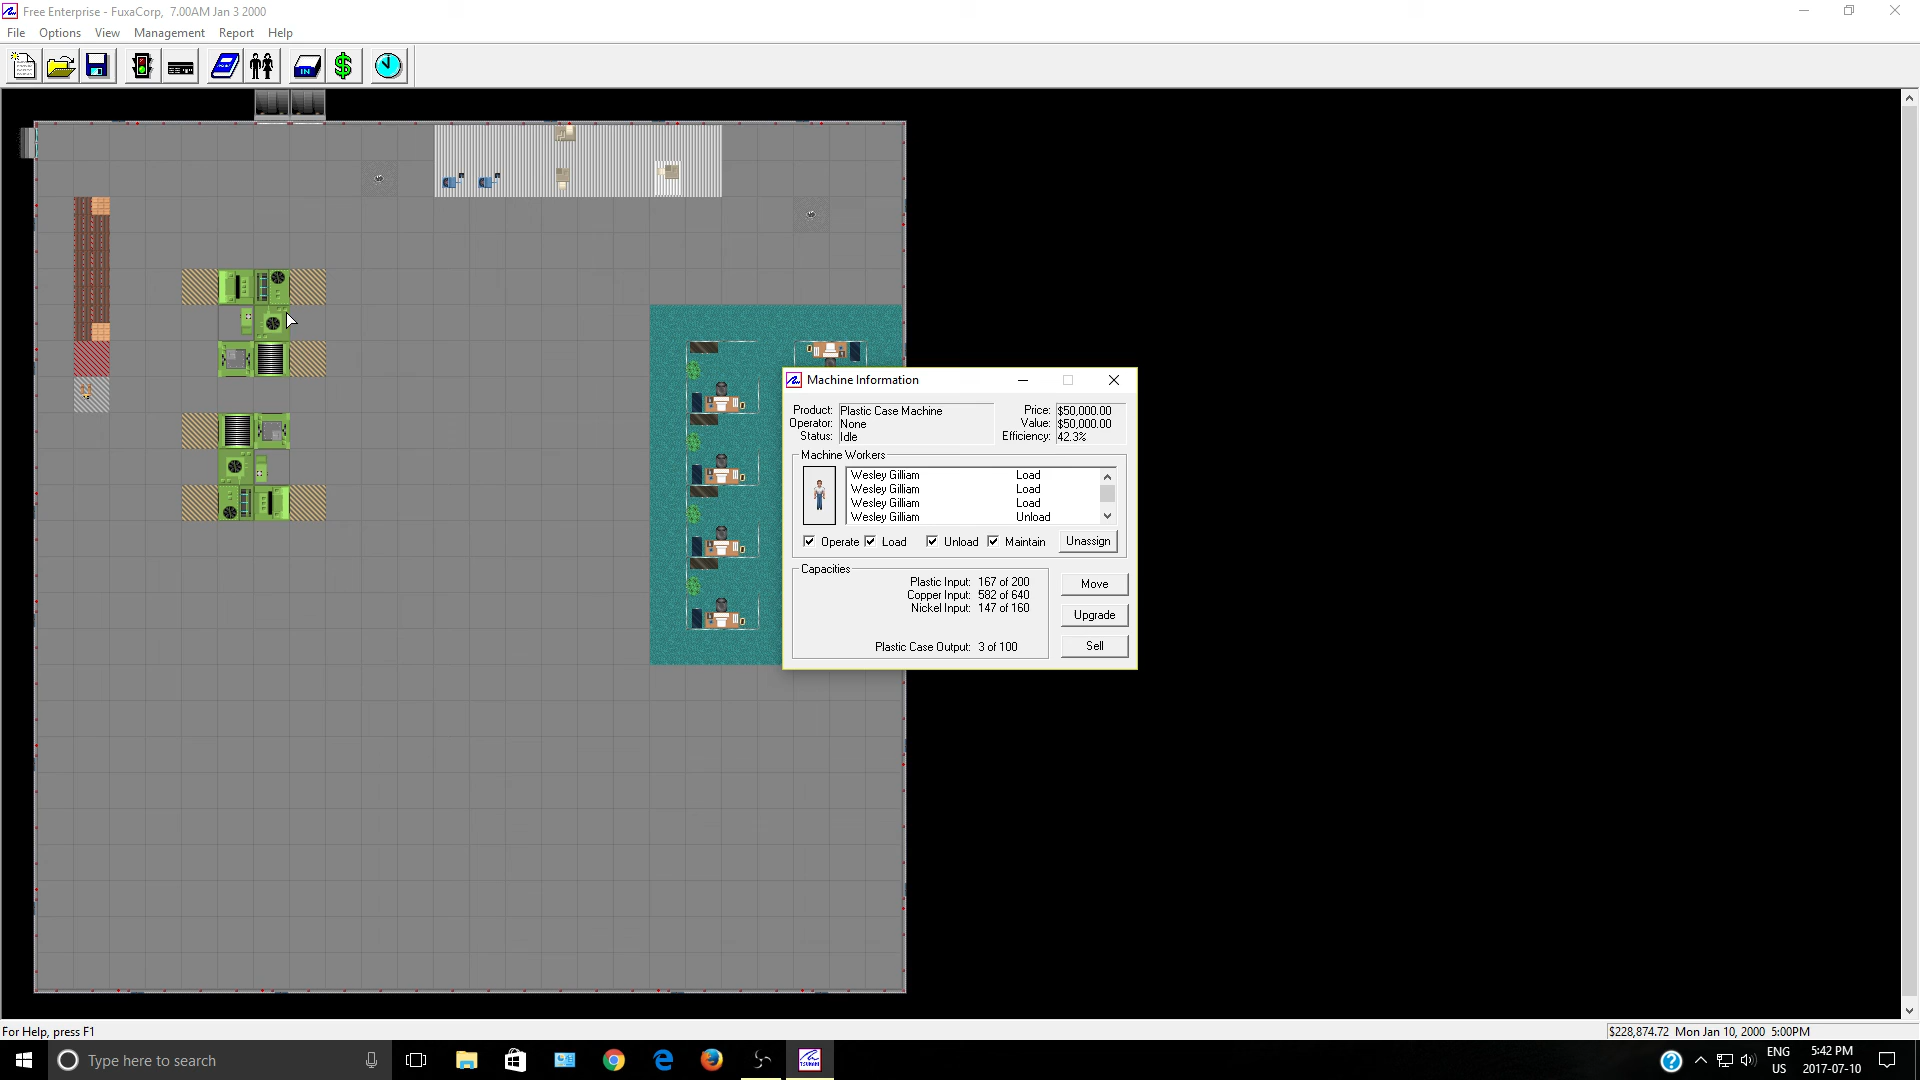 Free Enterprise - FuxaCorp, 7.00AM Jan 3 2000
File Options View Management Report Help
IN $
Machine Information
Product: Plastic Case Machine Price: $50,000.00
Operator: None Value: $50,000.00
Status: Idle Efficiency: 42.3%
Machine Workers
Wesley Gilliam Load
Wesley Gilliam Load
Wesley Gilliam Load
Wesley Gilliam Unload
Operate Load Unload Maintain Unassign
Capacities
Plastic Input: 167 of 200
Copper Input: 582 of 640
Nickel Input: 147 of 160
Plastic Case Output: 3 of 100
Move
Upgrade
Sell
For Help, press F1
$228,874.72 Mon Jan 10, 2000 5:00PM
Type here to search
TSUNAMI
ENG
US
5:42 PM
2017-07-10